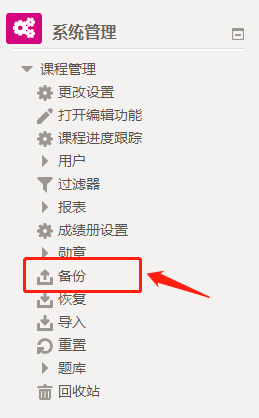 系统管理
课程管理
更改设置
打开编辑功能
课程进度跟踪
用户
过滤器
报表
成绩册设置
勋章
备份
恢复
导入
重置
题库
回收站